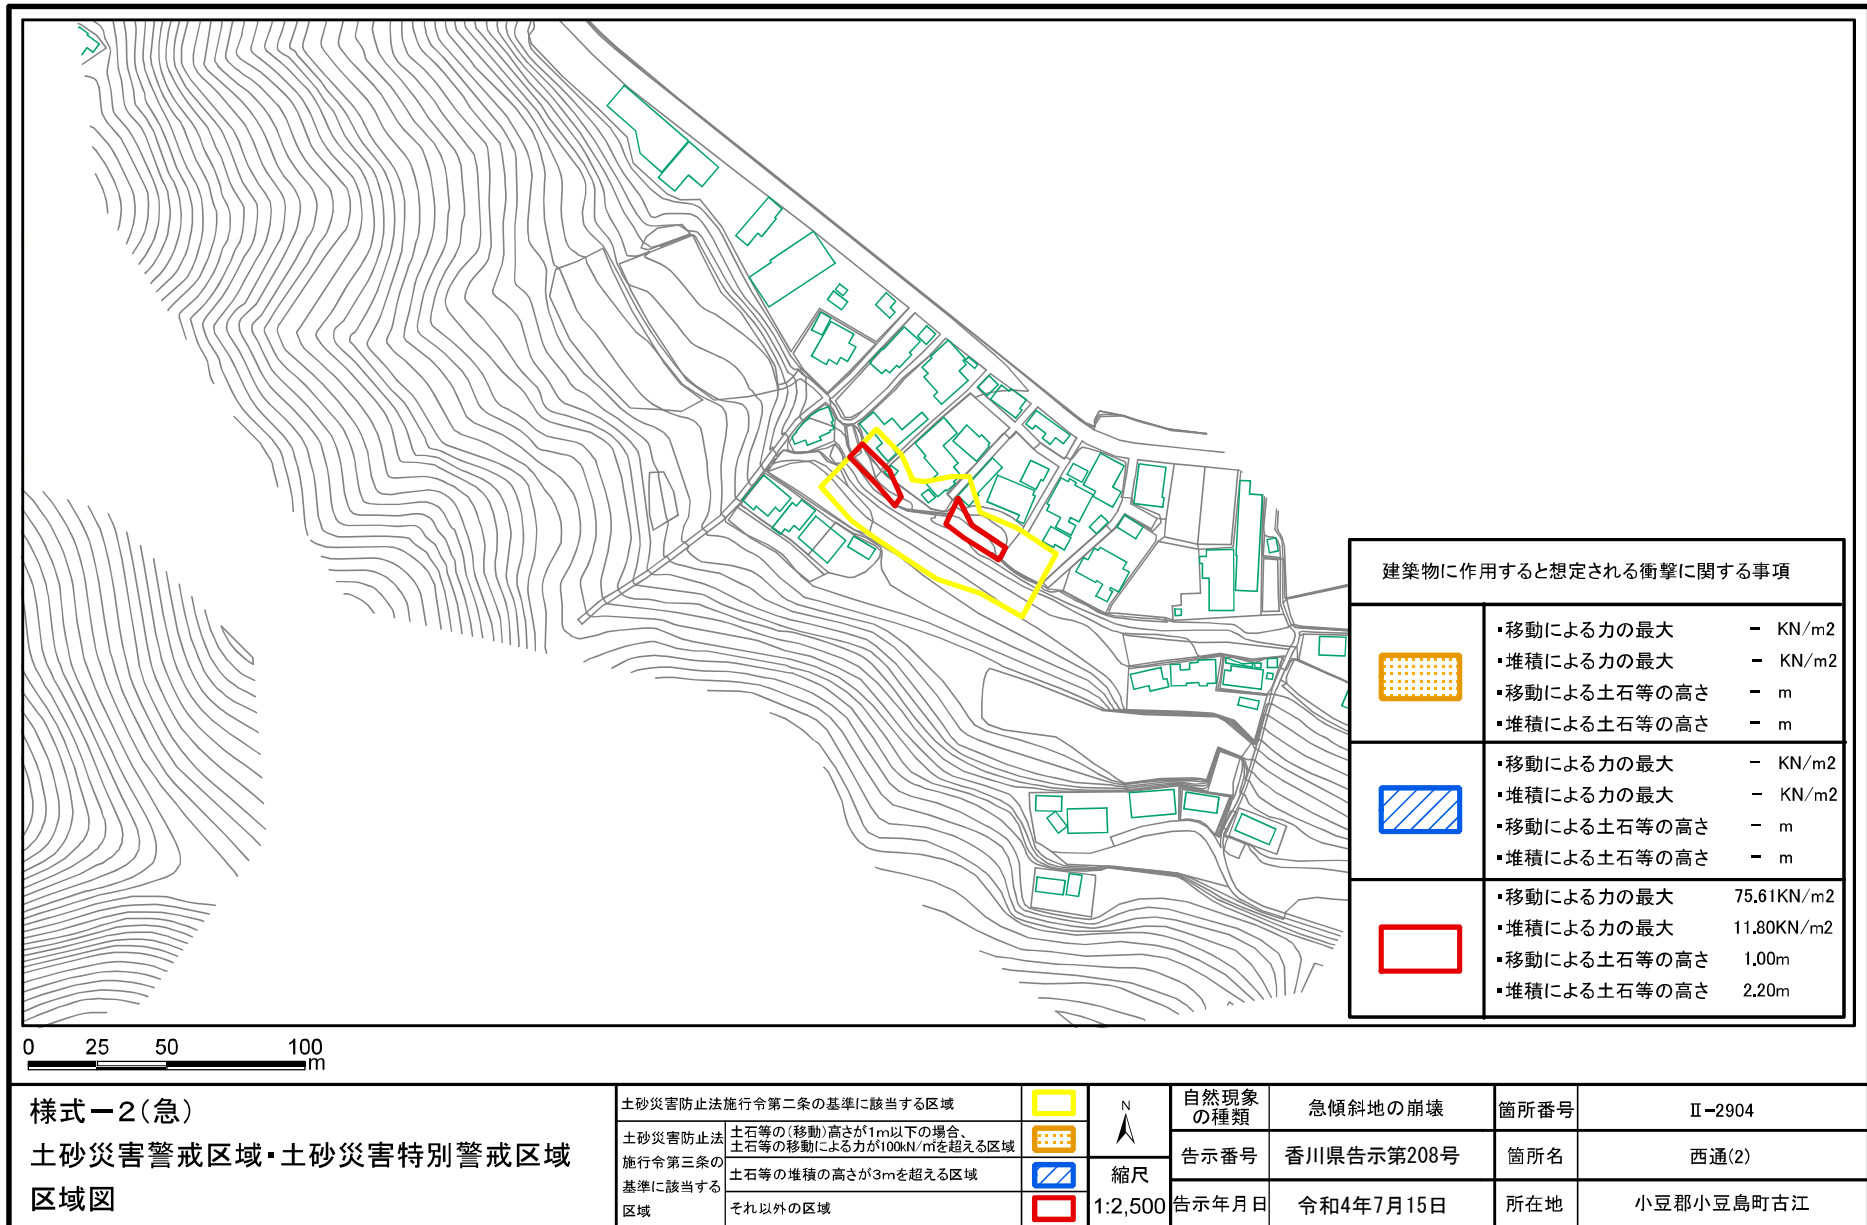 建築物に作用すると想定される衝撃に関する事項
・移動による力の最大 － KN/m2
・堆積による力の最大 － KN/m2
・移動による土石等の高さ － m
・堆積による土石等の高さ － m
・移動による力の最大 － KN/m2
・堆積による力の最大 － KN/m2
・移動による土石等の高さ － m
・堆積による土石等の高さ － m
・移動による力の最大 75.61KN/m2
・堆積による力の最大 11.80KN/m2
・移動による土石等の高さ 1.00m
・堆積による土石等の高さ 2.20m
0 25 50 100
m
様式－2(急)
土砂災害警戒区域・土砂災害特別警戒区域
区域図
土砂災害防止法施行令第二条の基準に該当する区域
土砂災害防止法
施行令第三条の
基準に該当する
区域
土石等の(移動)高さが1m以下の場合、
土石等の移動による力が100kN/㎡を超える区域
土石等の堆積の高さが3mを超える区域
それ以外の区域
N
縮尺
1:2,500
自然現象
の種類
急傾斜地の崩壊
箇所番号
Ⅱ-2904
告示番号
香川県告示第208号
箇所名
西通(2)
告示年月日
令和4年7月15日
所在地
小豆郡小豆島町古江